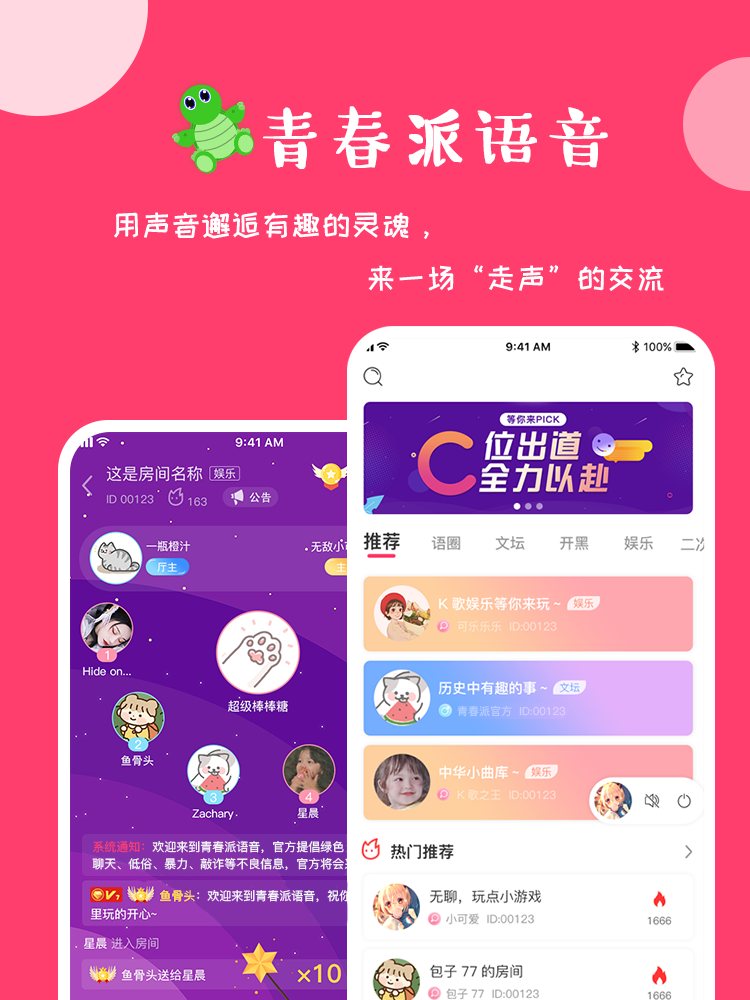 青春派语音
用声音邂逅有趣的灵魂，
来一场“走声”的交流
9:41 AM
这是房间名称 娱乐
ID 00123 163 公告
一瓶橙汁
厅主
无敌小
主
1
Hide on...
超级棒棒糖
2
鱼骨头
3
Zachary
4
星晨
系统通知：欢迎来到青春派语音，官方提倡绿色
聊天、低俗、暴力、敲诈等不良信息，官方将会
V7 鱼骨头：欢迎来到青春派语音，祝你
里玩的开心~
星晨 进入房间
鱼骨头送给星晨 ×10
9:41 AM 100%
等你来PICK
C位出道
全力以赴
推荐 语圈 文坛 开黑 娱乐 二次
K 歌娱乐等你来玩 ~ 娱乐
可乐乐乐 ID:00123
历史中有趣的事 ~ 文坛
青春派官方 ID:00123
中华小曲库 ~ 娱乐
K 歌之王 ID:00123
热门推荐
无聊，玩点小游戏
小可爱 ID:00123
1666
包子 77 的房间
包子 77 ID:00123
1666